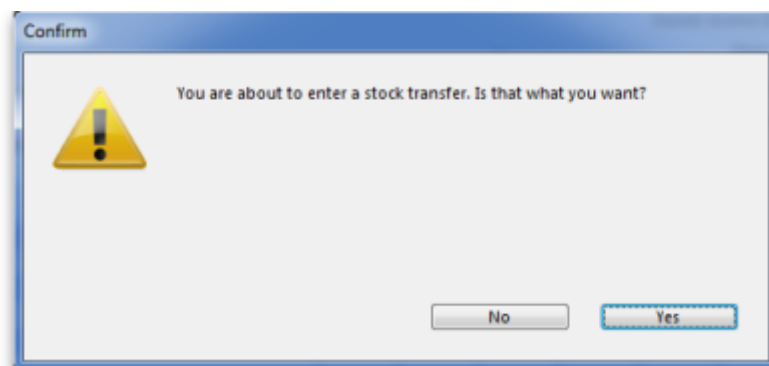 Confirm
You are about to enter a stock transfer. Is that what you want?
No
Yes